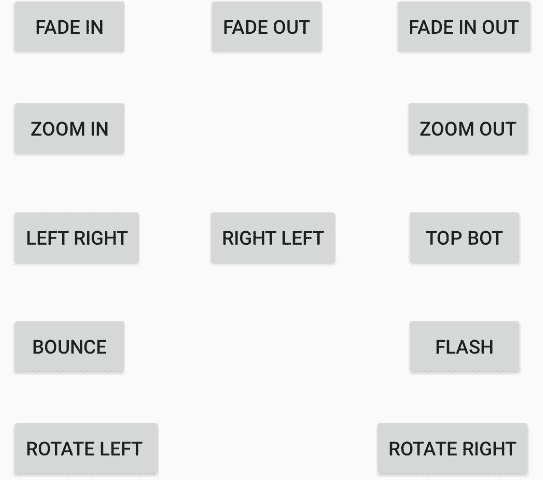 FADE IN
FADE OUT
FADE IN OUT
ZOOM IN
ZOOM OUT
LEFT RIGHT
RIGHT LEFT
TOP BOT
BOUNCE
FLASH
ROTATE LEFT
ROTATE RIGHT